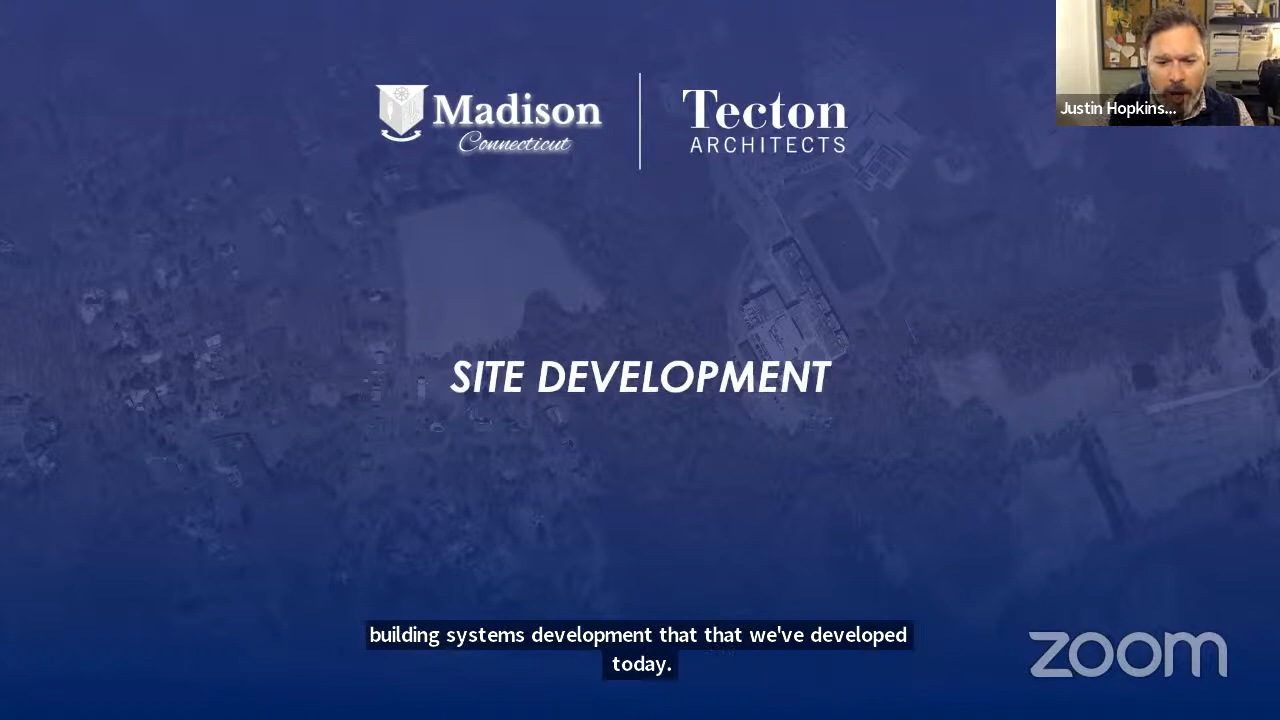 Madison
Connecticut
Tecton
ARCHITECTS
Justin Hopkins...
SITE DEVELOPMENT
building systems development that that we've developed
today.
zoom